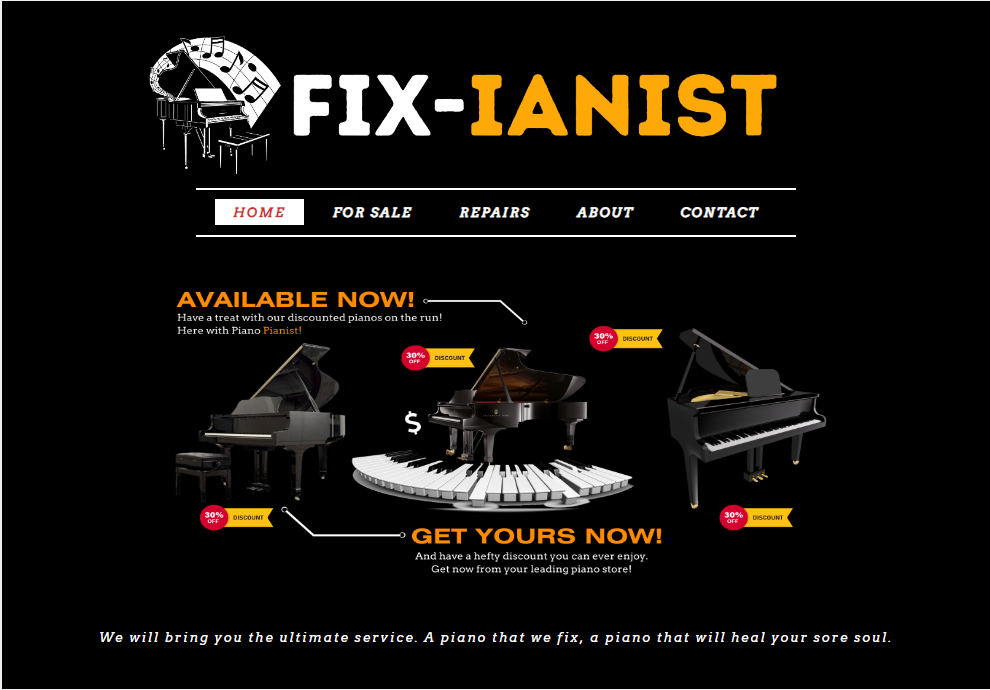 FIX-IANIST
HOME FOR SALE REPAIRS ABOUT CONTACT
AVAILABLE NOW!
Have a treat with our discounted pianos on the run!
Here with Piano Pianist!
30% OFF DISCOUNT
30% OFF DISCOUNT
$
30% OFF DISCOUNT
30% OFF DISCOUNT
GET YOURS NOW!
And have a hefty discount you can ever enjoy.
Get now from your leading piano store!
We will bring you the ultimate service. A piano that we fix, a piano that will heal your sore soul.